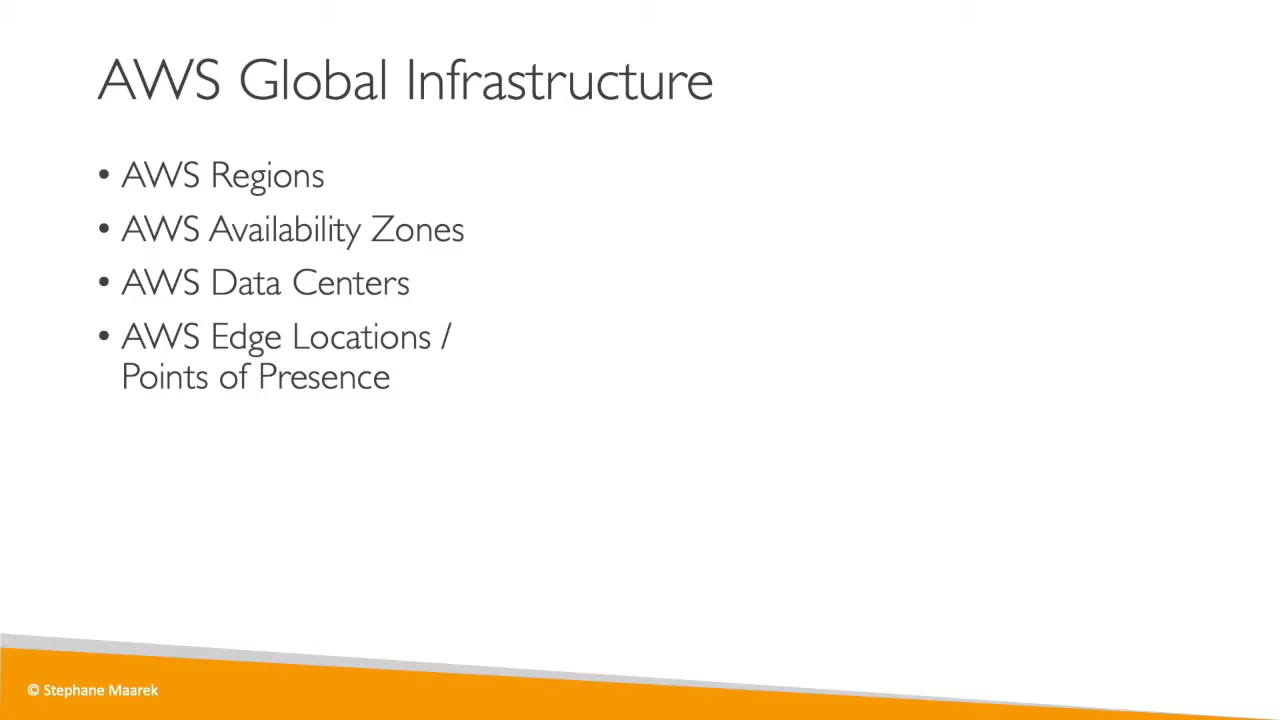 AWS Global Infrastructure
• AWS Regions
• AWS Availability Zones
• AWS Data Centers
• AWS Edge Locations /
Points of Presence
© Stephane Maarek